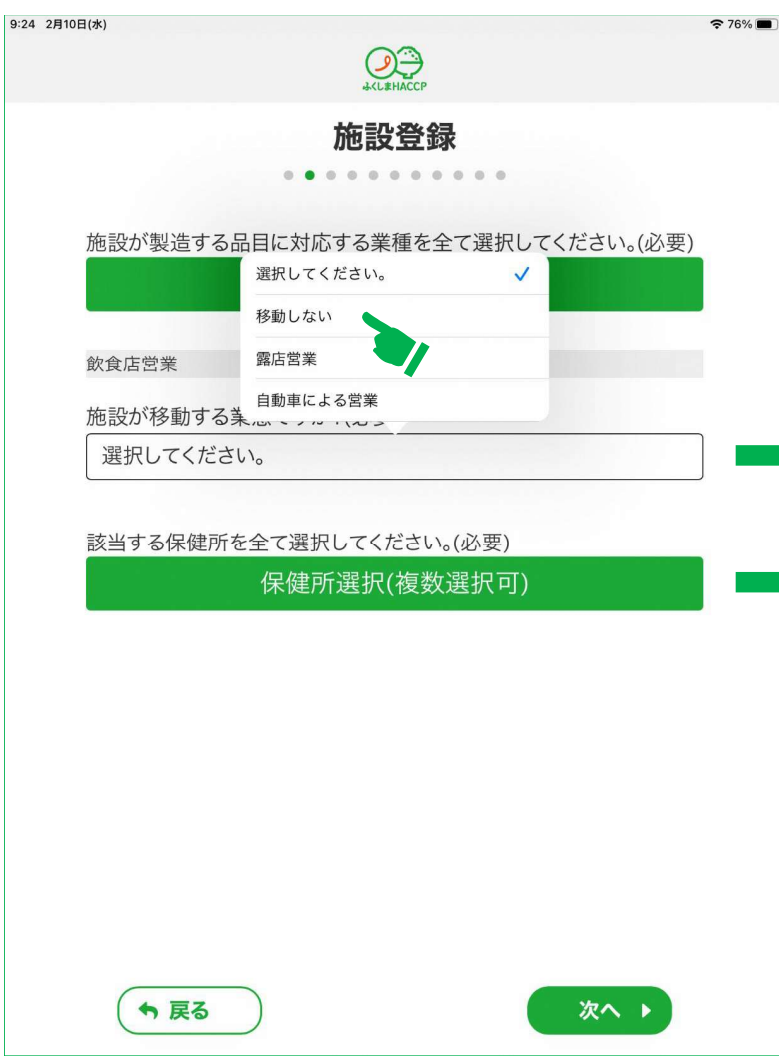 9:24 2月10日(水)
76%
ふくしまHACCP
施設登録
施設が製造する品目に対応する業種を全て選択してください。(必要)
選択してください。
移動しない
露店営業
自動車による営業
飲食店営業
施設が移動する業
選択してください。
該当する保健所を全て選択してください。(必要)
保健所選択(複数選択可)
戻る
次へ